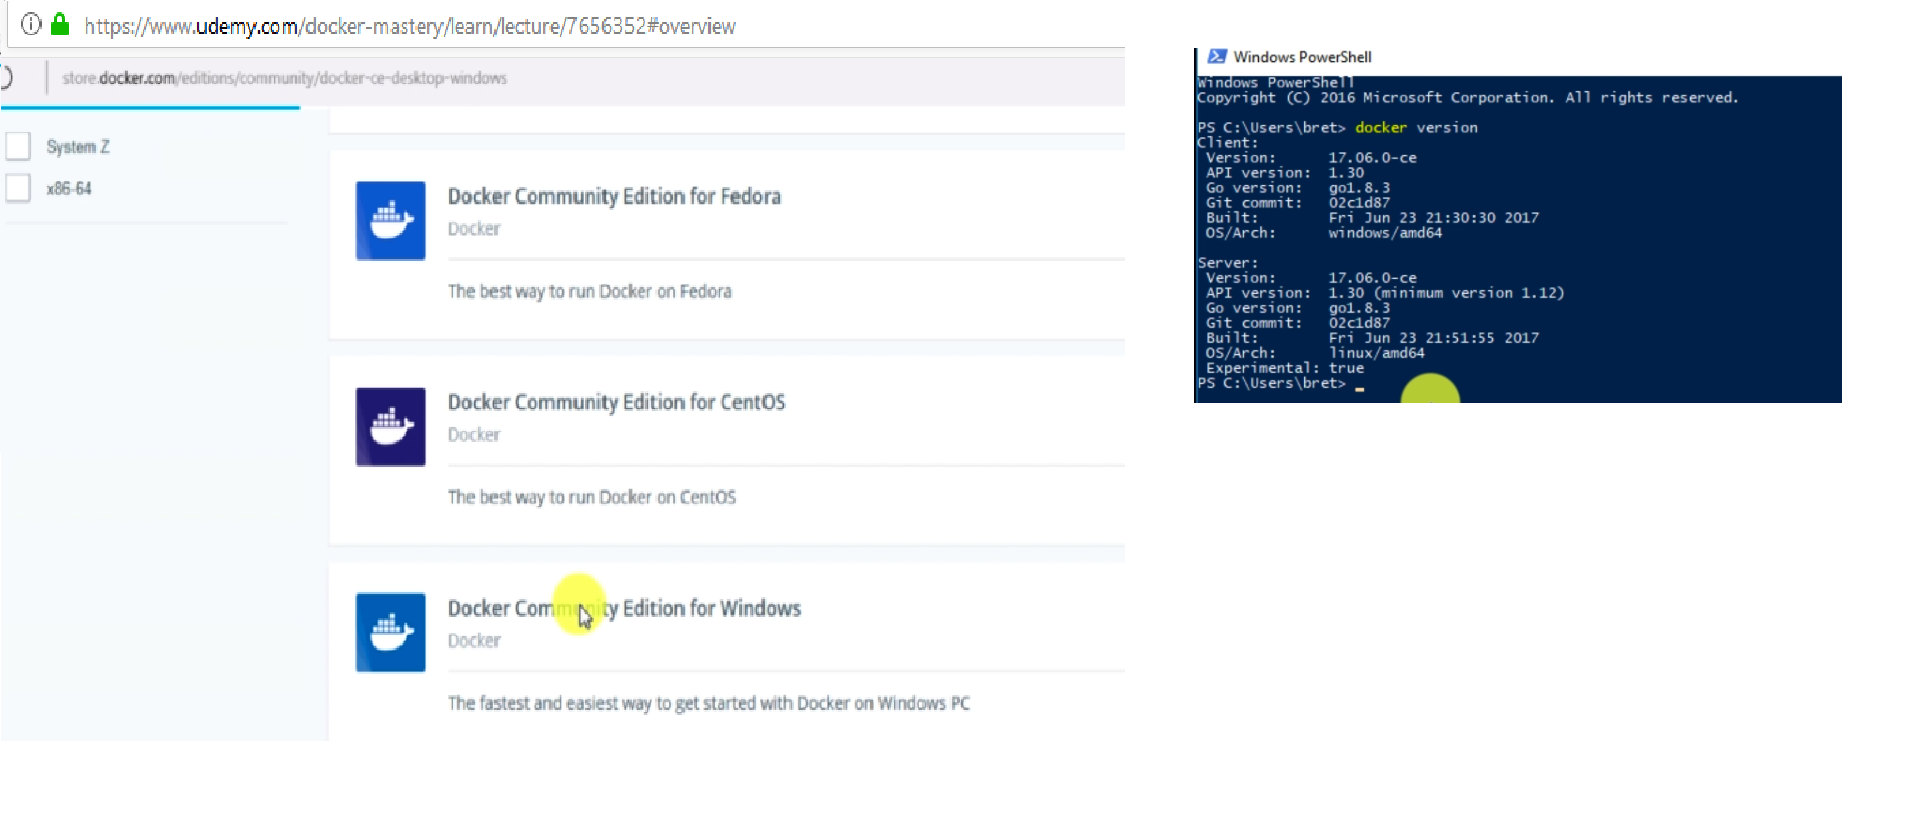 https://www.udemy.com/docker-mastery/learn/lecture/7656352#overview
store.docker.com/editions/community/docker-ce-desktop-windows
System Z
x86-64
Docker Community Edition for Fedora
Docker
The best way to run Docker on Fedora
Docker Community Edition for CentOS
Docker
The best way to run Docker on CentOS
Docker Community Edition for Windows
Docker
The fastest and easiest way to get started with Docker on Windows PC
Windows PowerShell
Windows PowerShell
Copyright (C) 2016 Microsoft Corporation. All rights reserved.
PS C:\Users\bret> docker version
Client:
Version: 17.06.0-ce
API version: 1.30
Go version: go1.8.3
Git commit: 02c1d87
Built: Fri Jun 23 21:30:30 2017
OS/Arch: windows/amd64
Server:
Version: 17.06.0-ce
API version: 1.30 (minimum version 1.12)
Go version: go1.8.3
Git commit: 02c1d87
Built: Fri Jun 23 21:51:55 2017
OS/Arch: linux/amd64
Experimental: true
PS C:\Users\bret> _